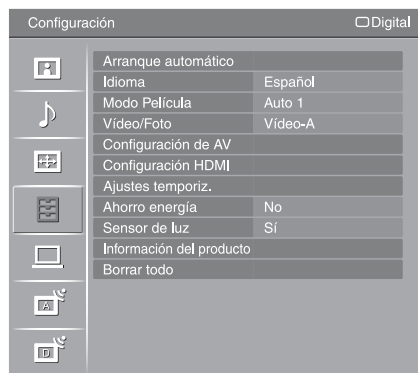 Configuración Digital
Arranque automático
Idioma Español
Modo Película Auto 1
Vídeo/Foto Vídeo-A
Configuración de AV
Configuración HDMI
Ajustes temporiz.
Ahorro energía No
Sensor de luz Sí
Información del producto
Borrar todo
A
D